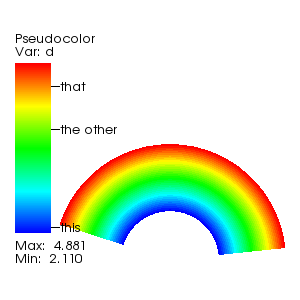 Pseudocolor
Var: d
that
the other
this
Max: 4.881
Min: 2.110